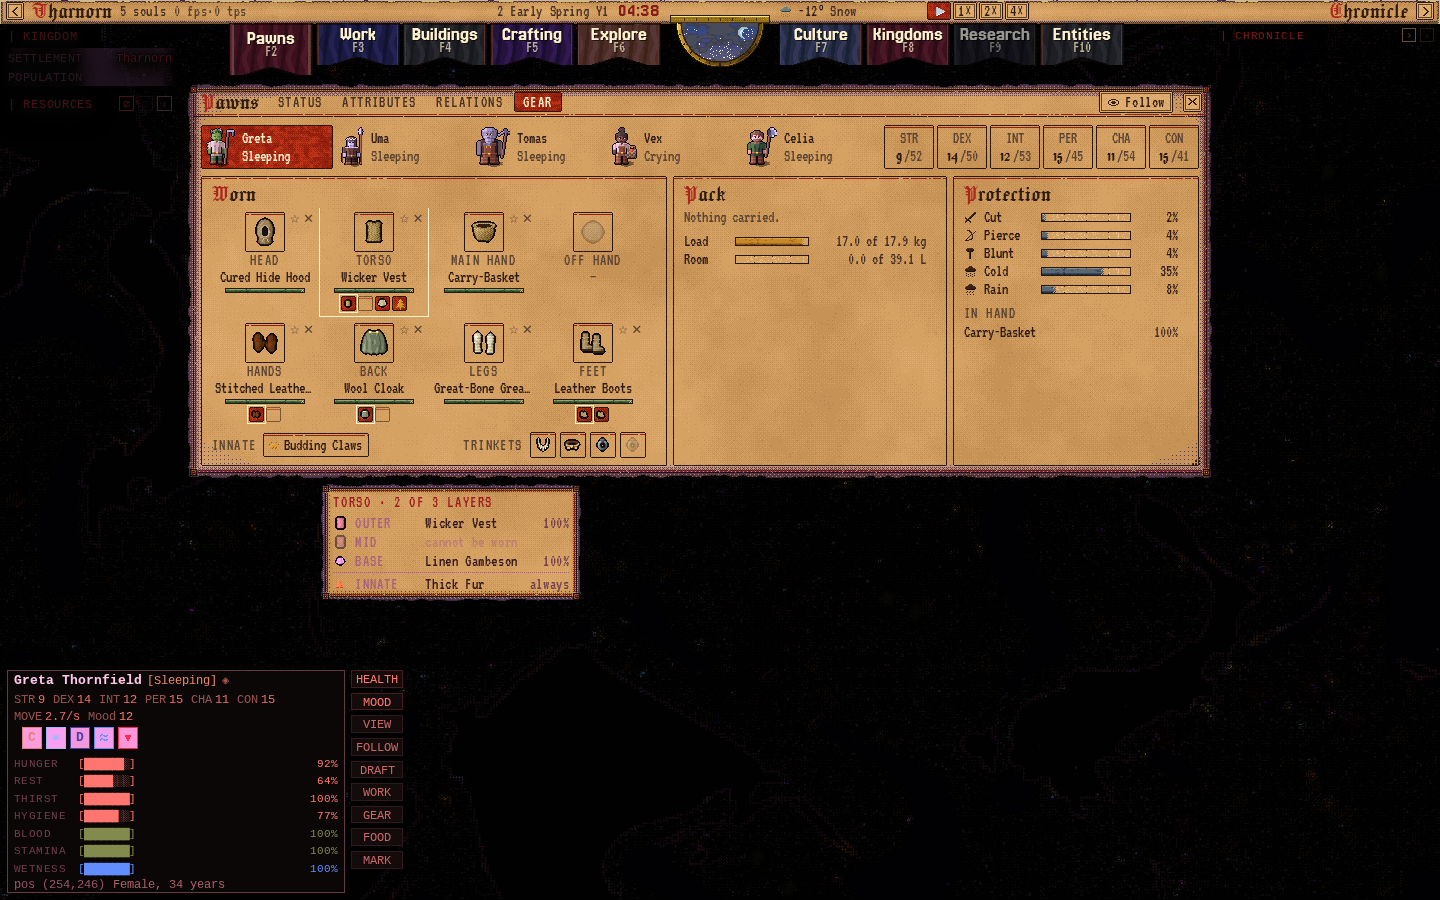 Tharnorn 5 souls 0 fps·0 tps 2 Early Spring Y1 04:38 -12° Snow 1X 2X 4X Chronicle
Pawns F2 Work F3 Buildings F4 Crafting F5 Explore F6 Culture F7 Kingdoms F8 Research F9 Entities F10
KINGDOM
CHRONICLE
SETTLEMENT Tharnorn
POPULATION
RESOURCES
Pawns STATUS ATTRIBUTES RELATIONS GEAR Follow
Greta Sleeping
Uma Sleeping
Tomas Sleeping
Vex Crying
Celia Sleeping
STR 9/52
DEX 14/50
INT 12/53
PER 15/45
CHA 11/54
CON 15/41
Worn
HEAD TORSO MAIN HAND OFF HAND
Cured Hide Hood Wicker Vest Carry-Basket –
HANDS BACK LEGS FEET
Stitched Leathe… Wool Cloak Great-Bone Grea… Leather Boots
INNATE Budding Claws TRINKETS
Pack
Nothing carried.
Load 17.0 of 17.9 kg
Room 0.0 of 39.1 L
Protection
Cut 2%
Pierce 4%
Blunt 4%
Cold 35%
Rain 8%
IN HAND
Carry-Basket 100%
TORSO · 2 OF 3 LAYERS
OUTER Wicker Vest 100%
MID cannot be worn
BASE Linen Gambeson 100%
INNATE Thick Fur always
Greta Thornfield [Sleeping]
STR 9 DEX 14 INT 12 PER 15 CHA 11 CON 15
MOVE 2.7/s Mood 12
C D ≈ ▼
HUNGER [ ] 92%
REST [ ] 64%
THIRST [ ] 100%
HYGIENE [ ] 77%
BLOOD [ ] 100%
STAMINA [ ] 100%
WETNESS [ ] 100%
pos (254,246) Female, 34 years
HEALTH
MOOD
VIEW
FOLLOW
DRAFT
WORK
GEAR
FOOD
MARK